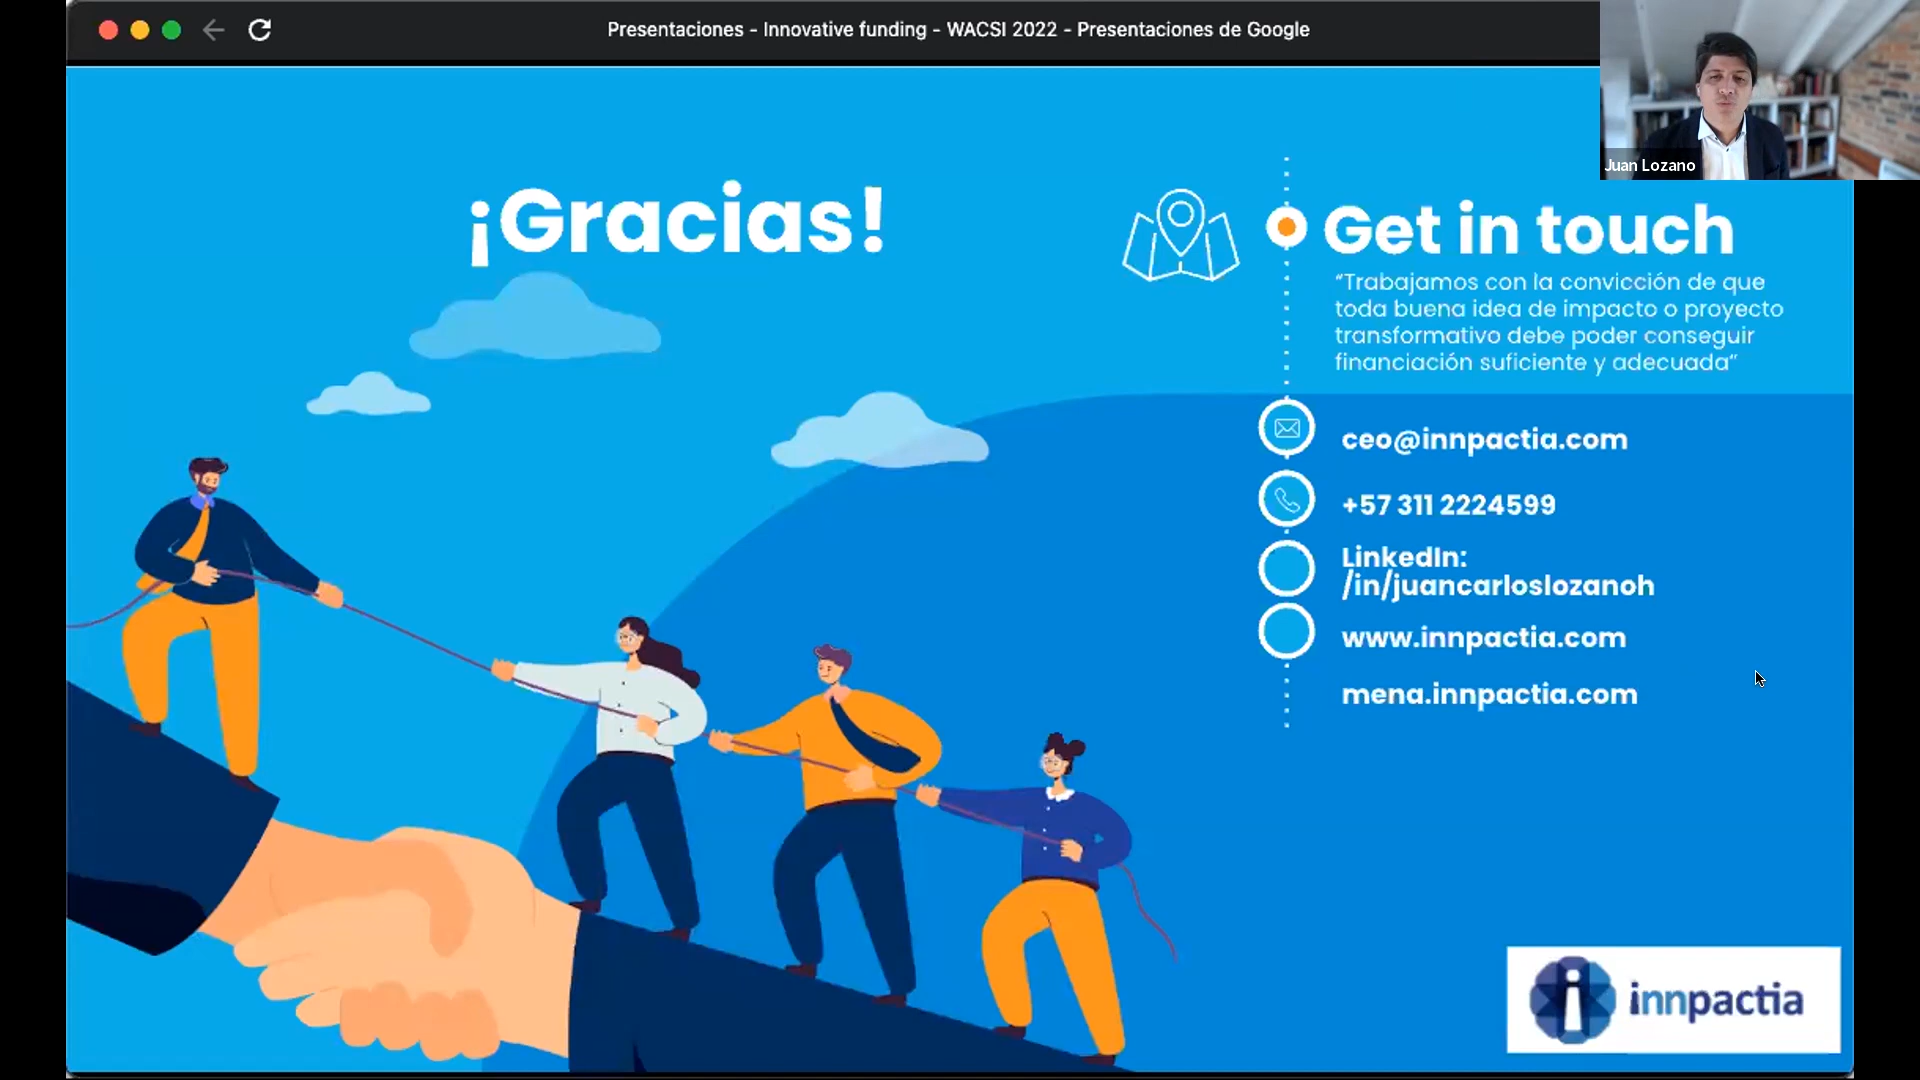 Presentaciones - Innovative funding - WACSI 2022 - Presentaciones de Google
Juan Lozano
¡Gracias!
Get in touch
“Trabajamos con la convicción de que
toda buena idea de impacto o proyecto
transformativo debe poder conseguir
financiación suficiente y adecuada”
ceo@innpactia.com
+57 311 2224599
LinkedIn:
/in/juancarloslozanoh
www.innpactia.com
mena.innpactia.com
innpactia